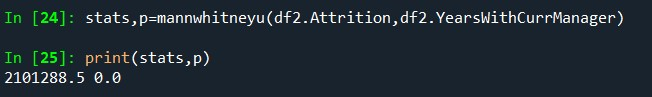 In [24]: stats,p=mannwhitneyu(df2.Attrition,df2.YearsWithCurrManager)
In [25]: print(stats,p)
2101288.5 0.0